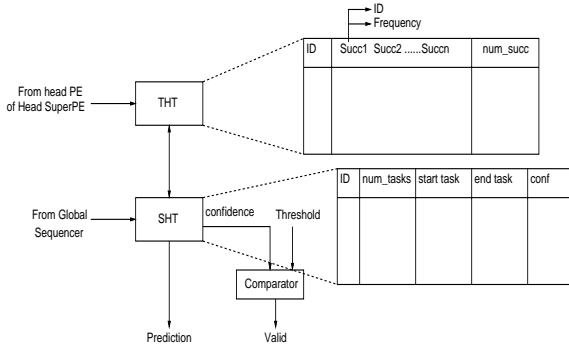 ID
Frequency
ID Succ1 Succ2 ......Succn num_succ
From head PE
of Head SuperPE
THT
ID num_tasks start task end task conf
From Global
Sequencer
SHT
confidence
Threshold
Comparator
Prediction
Valid